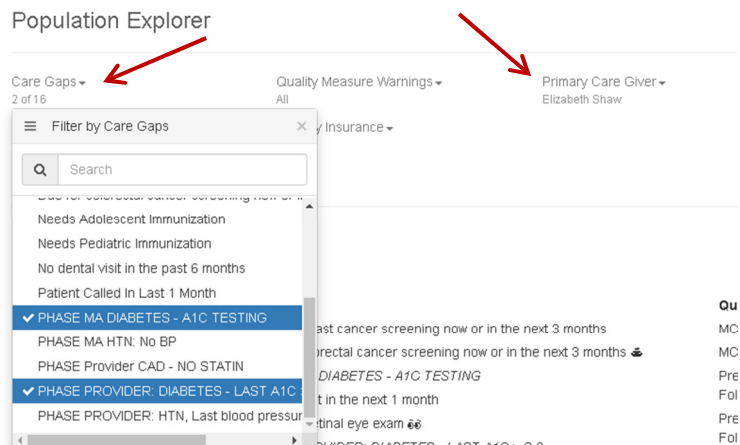 Population Explorer
Care Gaps
2 of 16
Quality Measure Warnings
All
Primary Care Giver
Elizabeth Shaw
Filter by Care Gaps
Insurance
Search
Needs Adolescent Immunization
Needs Pediatric Immunization
No dental visit in the past 6 months
Patient Called In Last 1 Month
PHASE MA DIABETES - A1C TESTING
PHASE MA HTN: No BP
PHASE Provider CAD - NO STATIN
PHASE PROVIDER: DIABETES - LAST A1C
PHASE PROVIDER: HTN, Last blood pressur
ast cancer screening now or in the next 3 months
orectal cancer screening now or in the next 3 months
DIABETES - A1C TESTING
t in the next 1 month
etinal eye exam
Qu
MC
MC
Pre
Fol
Pre
Fol